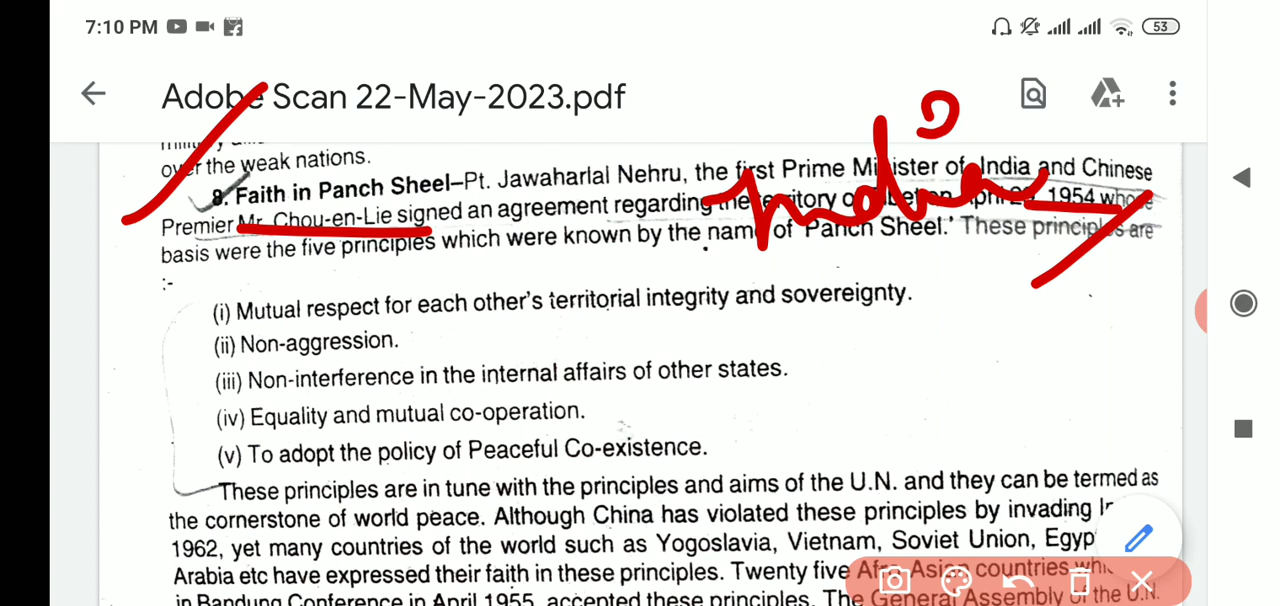 7:10 PM
53
Adobe Scan 22-May-2023.pdf
over the weak nations.
8. Faith in Panch Sheel–Pt. Jawaharlal Nehru, the first Prime Minister of India and Chinese
Premier Mr. Chou-en-Lie signed an agreement regarding the territory of Tibet on April 29, 1954 whose
basis were the five principles which were known by the name of 'Panch Sheel.' These principles are
:-
India
(i) Mutual respect for each other's territorial integrity and sovereignty.
(ii) Non-aggression.
(iii) Non-interference in the internal affairs of other states.
(iv) Equality and mutual co-operation.
(v) To adopt the policy of Peaceful Co-existence.
These principles are in tune with the principles and aims of the U.N. and they can be termed as
the cornerstone of world peace. Although China has violated these principles by invading
1962, yet many countries of the world such as Yogoslavia, Vietnam, Soviet Union, Egyp
Arabia etc have expressed their faith in these principles. Twenty five Afro-Asian countries
in Bandung Conference in April 1955, accepted these principles. The General Assembly of the U.N.